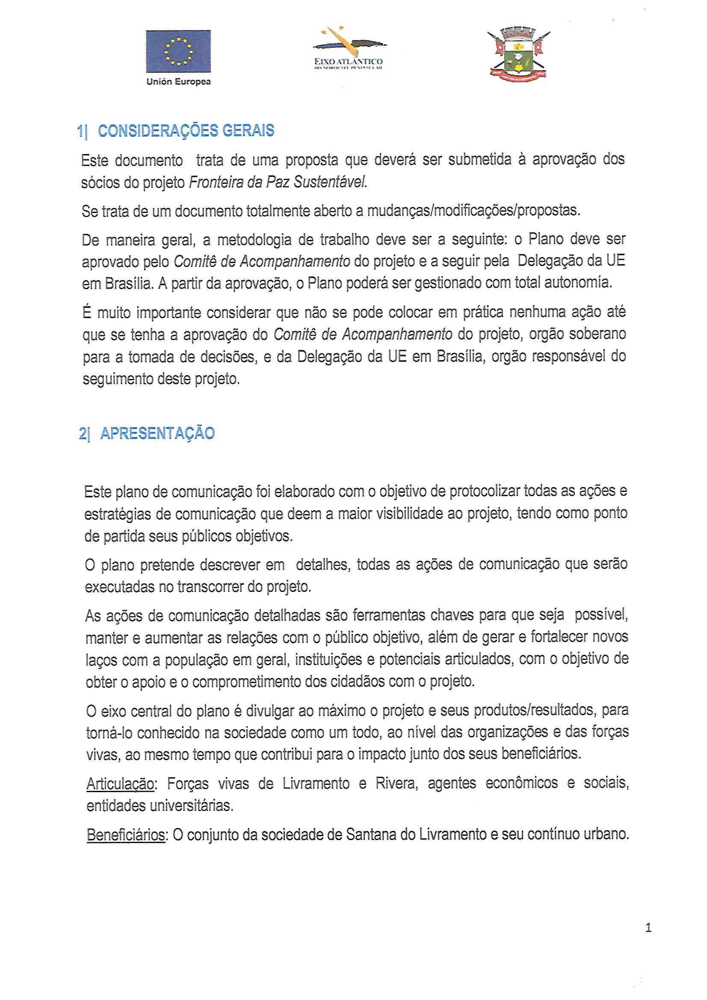 Unión Europea
EIXO ATLÁNTICO
DO NOROESTE PENINSULAR
1| CONSIDERAÇÕES GERAIS
Este documento trata de uma proposta que deverá ser submetida à aprovação dos
sócios do projeto Fronteira da Paz Sustentável.
Se trata de um documento totalmente aberto a mudanças/modificações/propostas.
De maneira geral, a metodologia de trabalho deve ser a seguinte: o Plano deve ser
aprovado pelo Comitê de Acompanhamento do projeto e a seguir pela Delegação da UE
em Brasília. A partir da aprovação, o Plano poderá ser gestionado com total autonomía.
É muito importante considerar que não se pode colocar em prática nenhuma ação até
que se tenha a aprovação do Comitê de Acompanhamento do projeto, orgão soberano
para a tomada de decisões, e da Delegação da UE em Brasília, orgão responsável do
seguimento deste projeto.
2| APRESENTAÇÃO
Este plano de comunicação foi elaborado com o objetivo de protocolizar todas as ações e
estratégias de comunicação que deem a maior visibilidade ao projeto, tendo como ponto
de partida seus públicos objetivos.
O plano pretende descrever em detalhes, todas as ações de comunicação que serão
executadas no transcorrer do projeto.
As ações de comunicação detalhadas são ferramentas chaves para que seja possível,
manter e aumentar as relações com o público objetivo, além de gerar e fortalecer novos
laços com a população em geral, instituições e potenciais articulados, com o objetivo de
obter o apoio e o comprometimento dos cidadãos com o projeto.
O eixo central do plano é divulgar ao máximo o projeto e seus produtos/resultados, para
torná-lo conhecido na sociedade como um todo, ao nível das organizações e das forças
vivas, ao mesmo tempo que contribui para o impacto junto dos seus beneficiários.
Articulação: Forças vivas de Livramento e Rivera, agentes econômicos e sociais,
entidades universitárias.
Beneficiários: O conjunto da sociedade de Santana do Livramento e seu contínuo urbano.
1